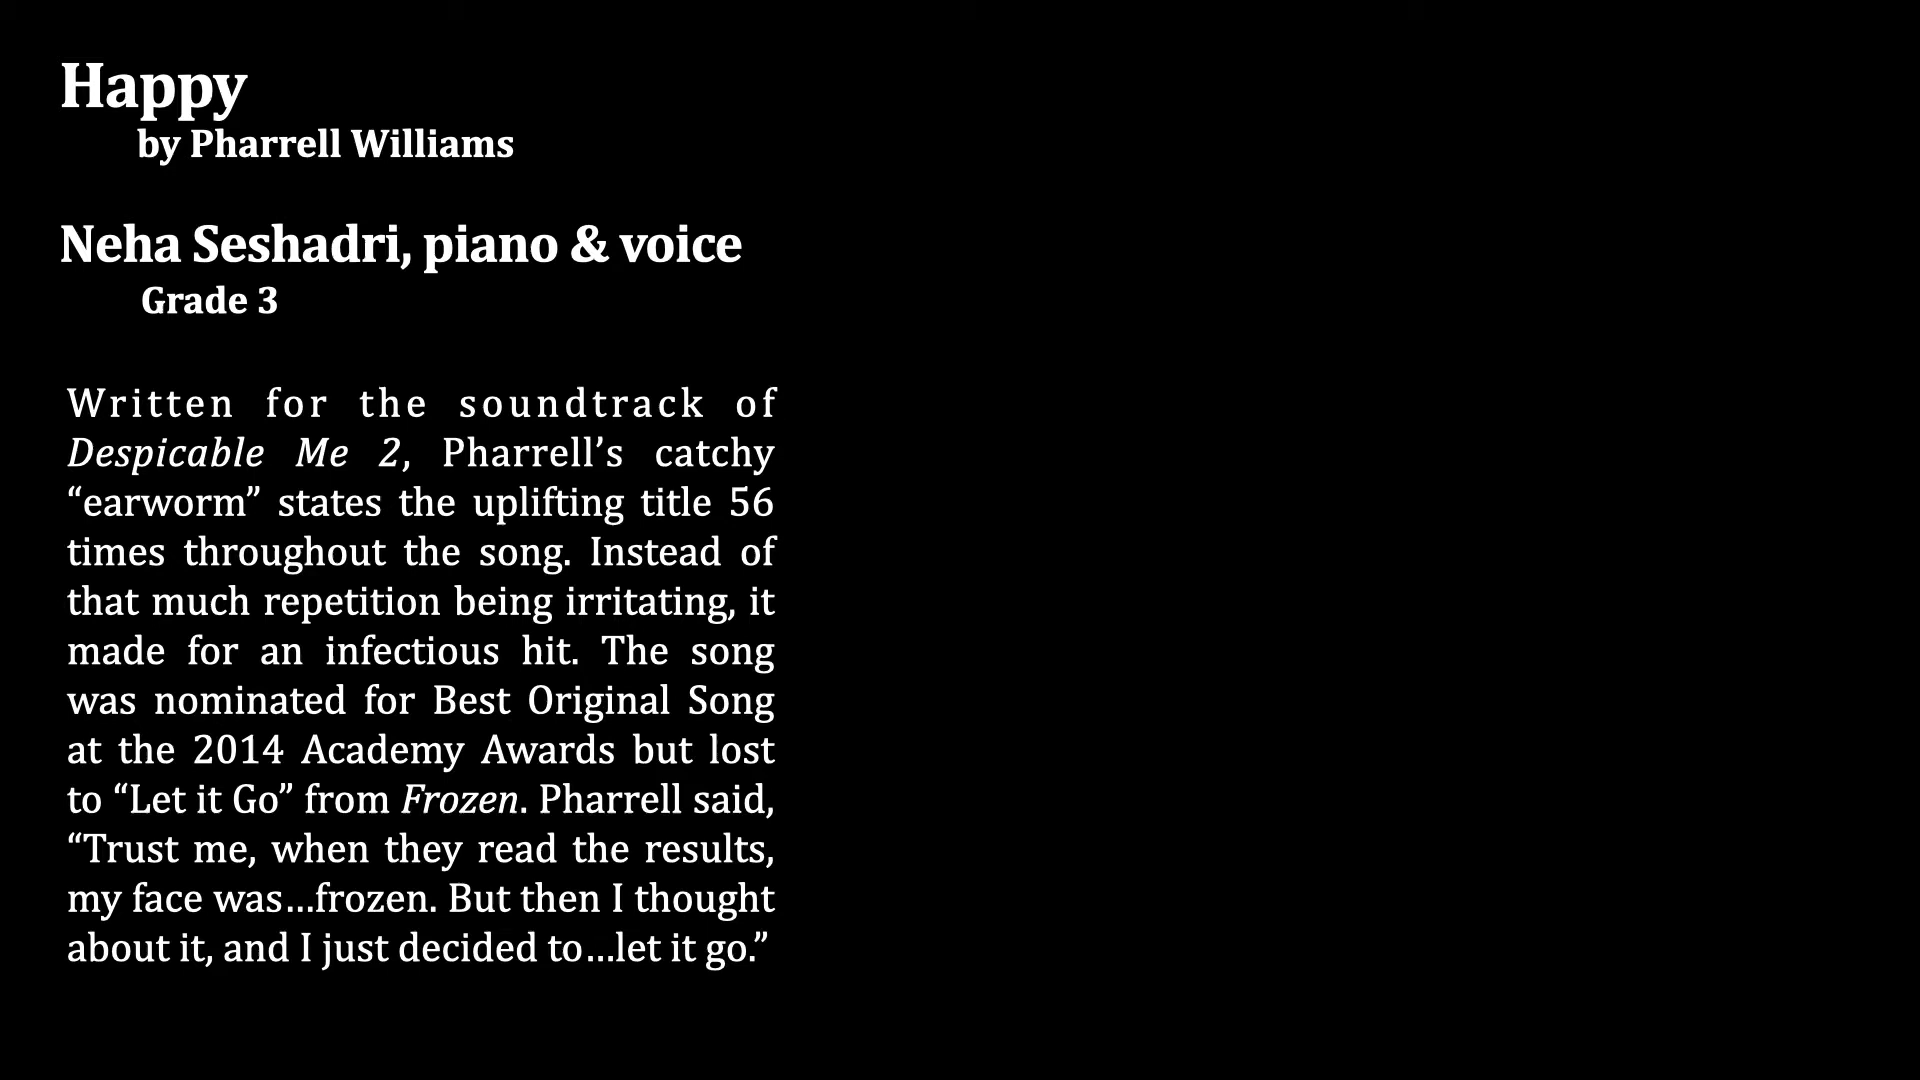 Happy
by Pharrell Williams
Neha Seshadri, piano & voice
Grade 3
Written for the soundtrack of
Despicable Me 2, Pharrell’s catchy
“earworm” states the uplifting title 56
times throughout the song. Instead of
that much repetition being irritating, it
made for an infectious hit. The song
was nominated for Best Original Song
at the 2014 Academy Awards but lost
to “Let it Go” from Frozen. Pharrell said,
“Trust me, when they read the results,
my face was…frozen. But then I thought
about it, and I just decided to…let it go.”